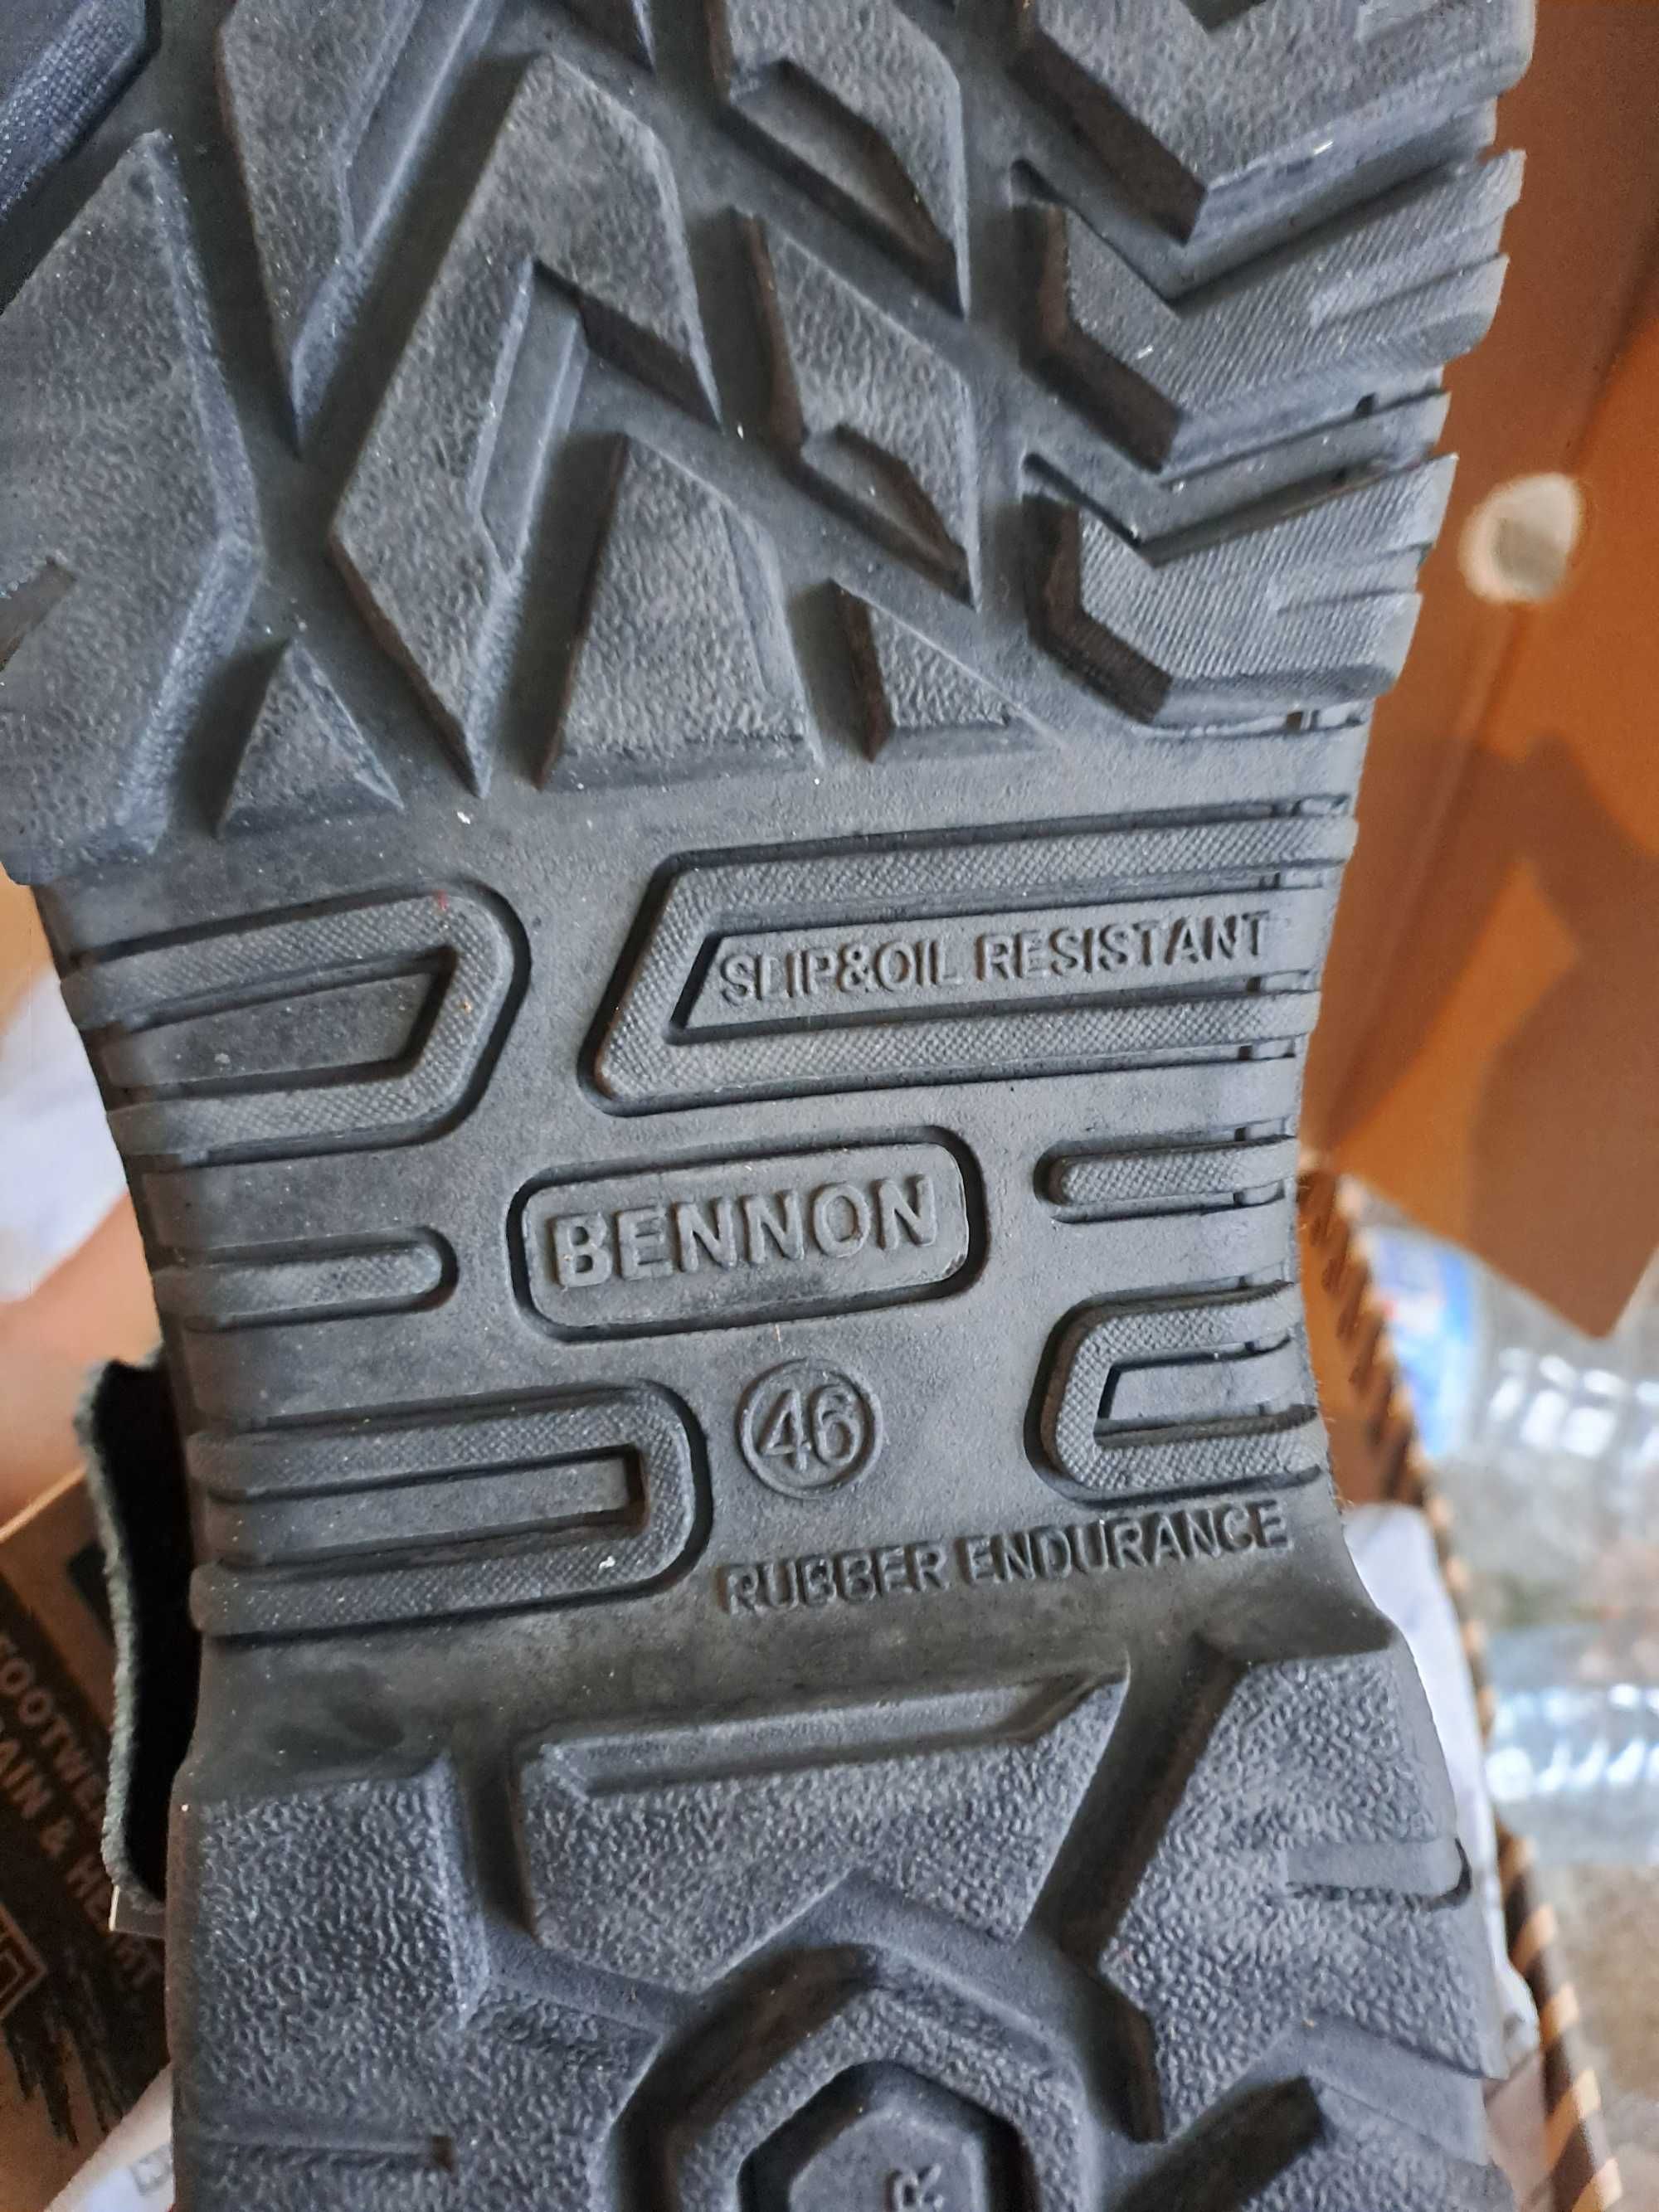 SLIP&OIL RESISTANT
BENNON
46
RUBBER ENDURANCE